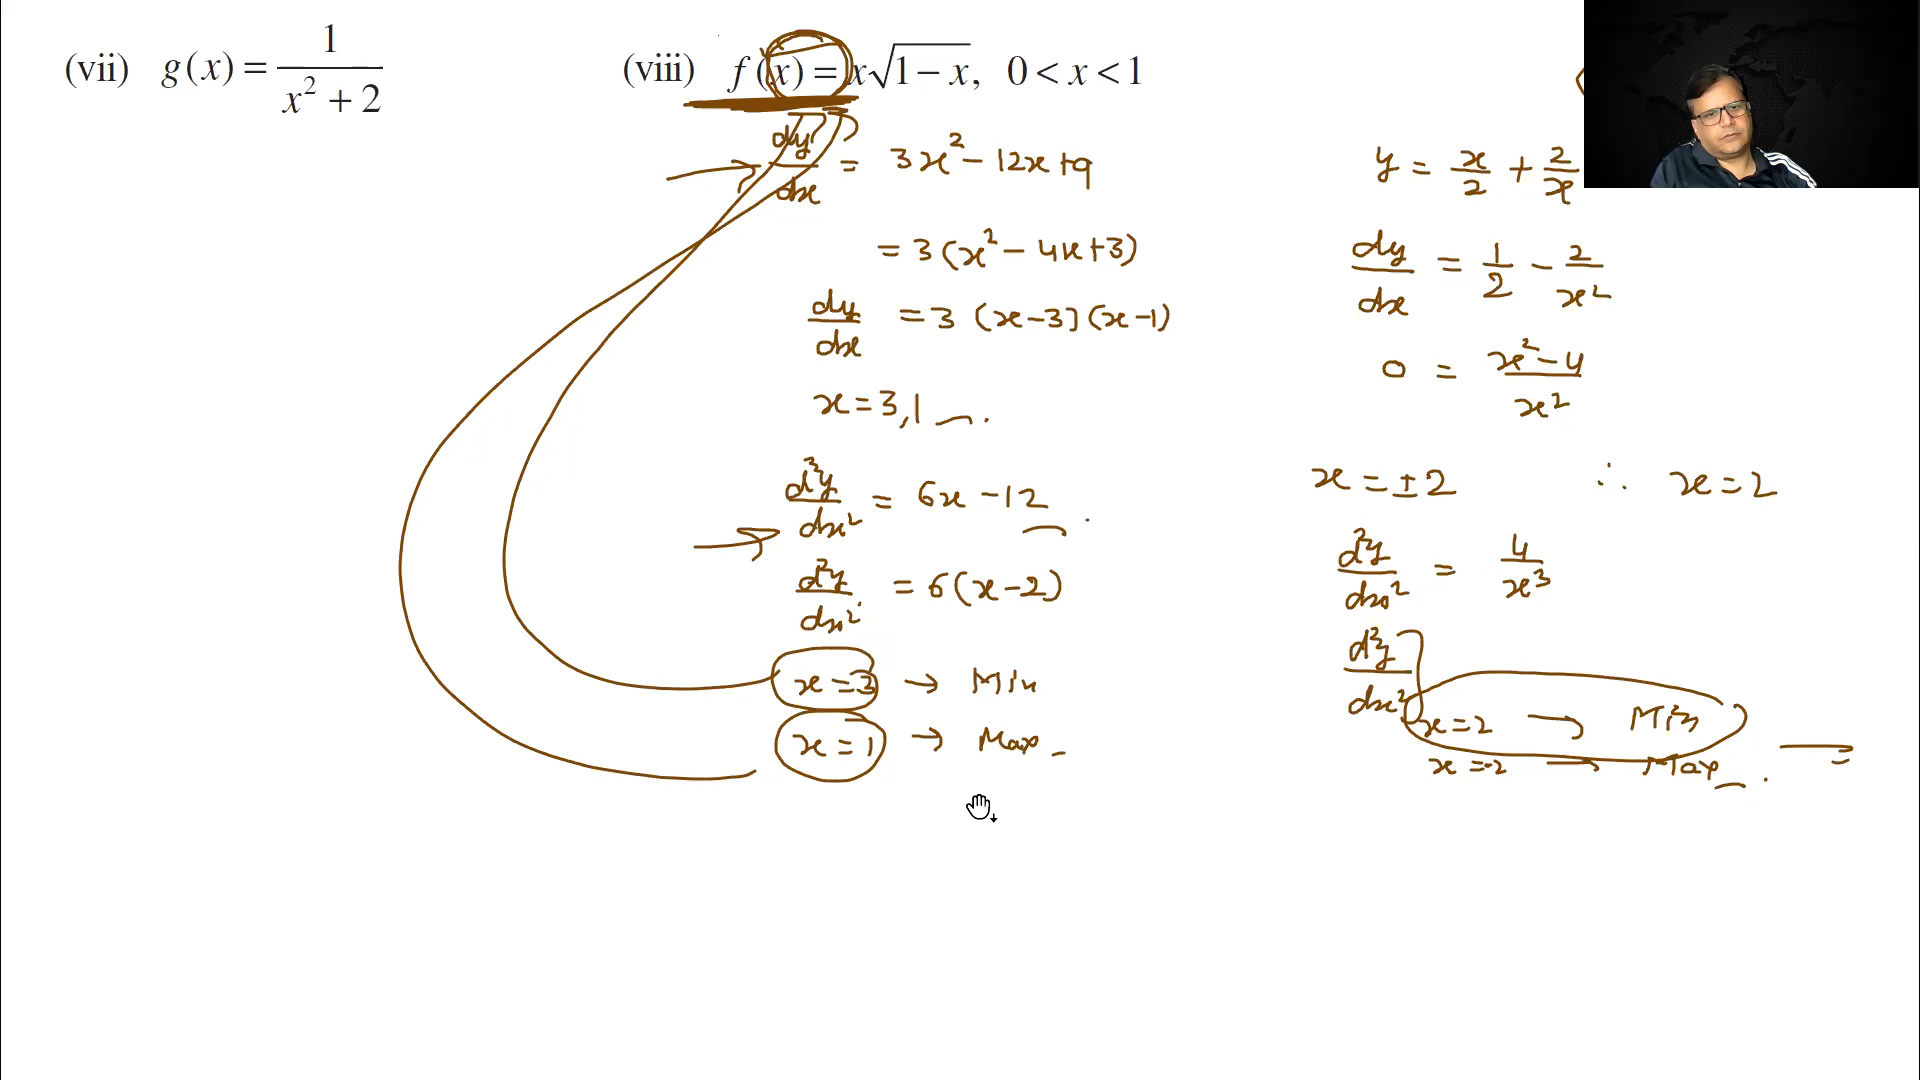 (vii) g(x) = 1/(x² + 2)
(viii) f(x) = x√(1 − x), 0 < x < 1
dy/dx = 3x² − 12x + 9
= 3(x² − 4x + 3)
dy/dx = 3 (x − 3)(x − 1)
x = 3, 1
d²y/dx² = 6x − 12
d²y/dx² = 6(x − 2)
x = 3 → Min
x = 1 → Max
y = x/2 + 2/x
dy/dx = 1/2 − 2/x²
0 = (x² − 4)/x²
x = ±2 ∴ x = 2
d²y/dx² = 4/x³
d²y/dx²]
x = 2 → Min
x = −2 → Max